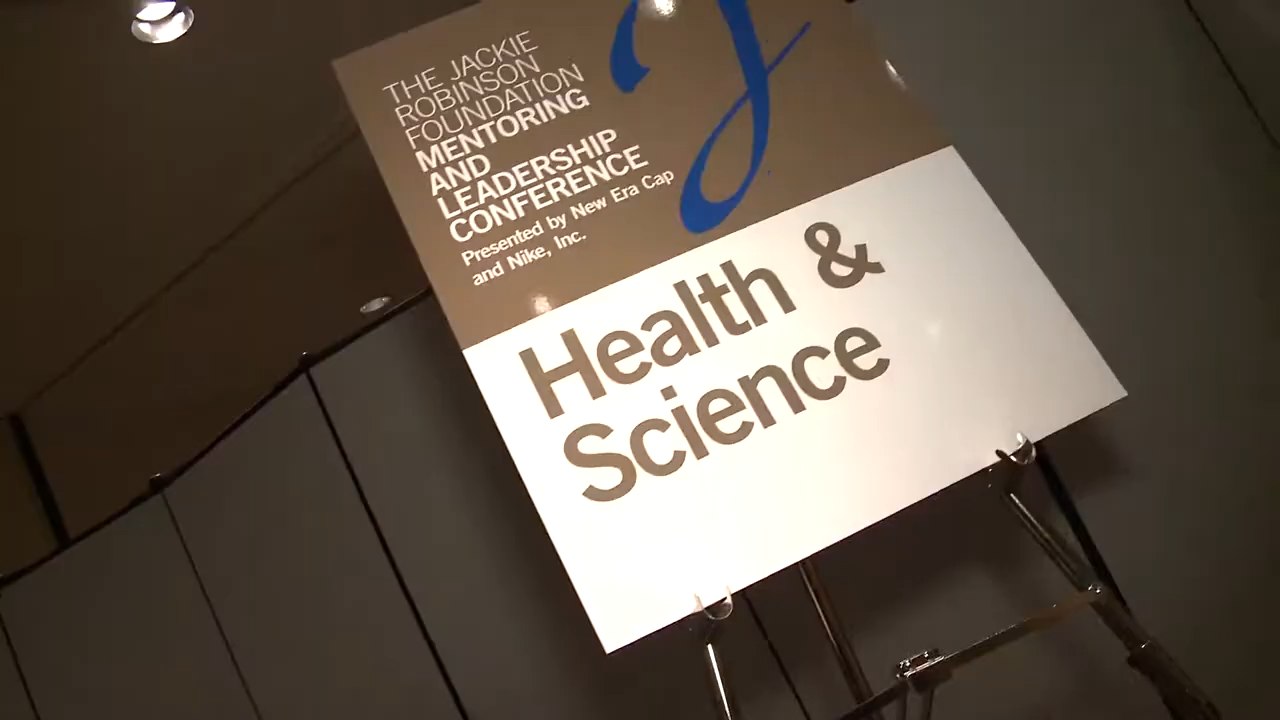 THE JACKIE
ROBINSON
FOUNDATION
MENTORING
AND
LEADERSHIP
CONFERENCE
Presented by New Era Cap
and Nike, Inc.
J
Health &
Science